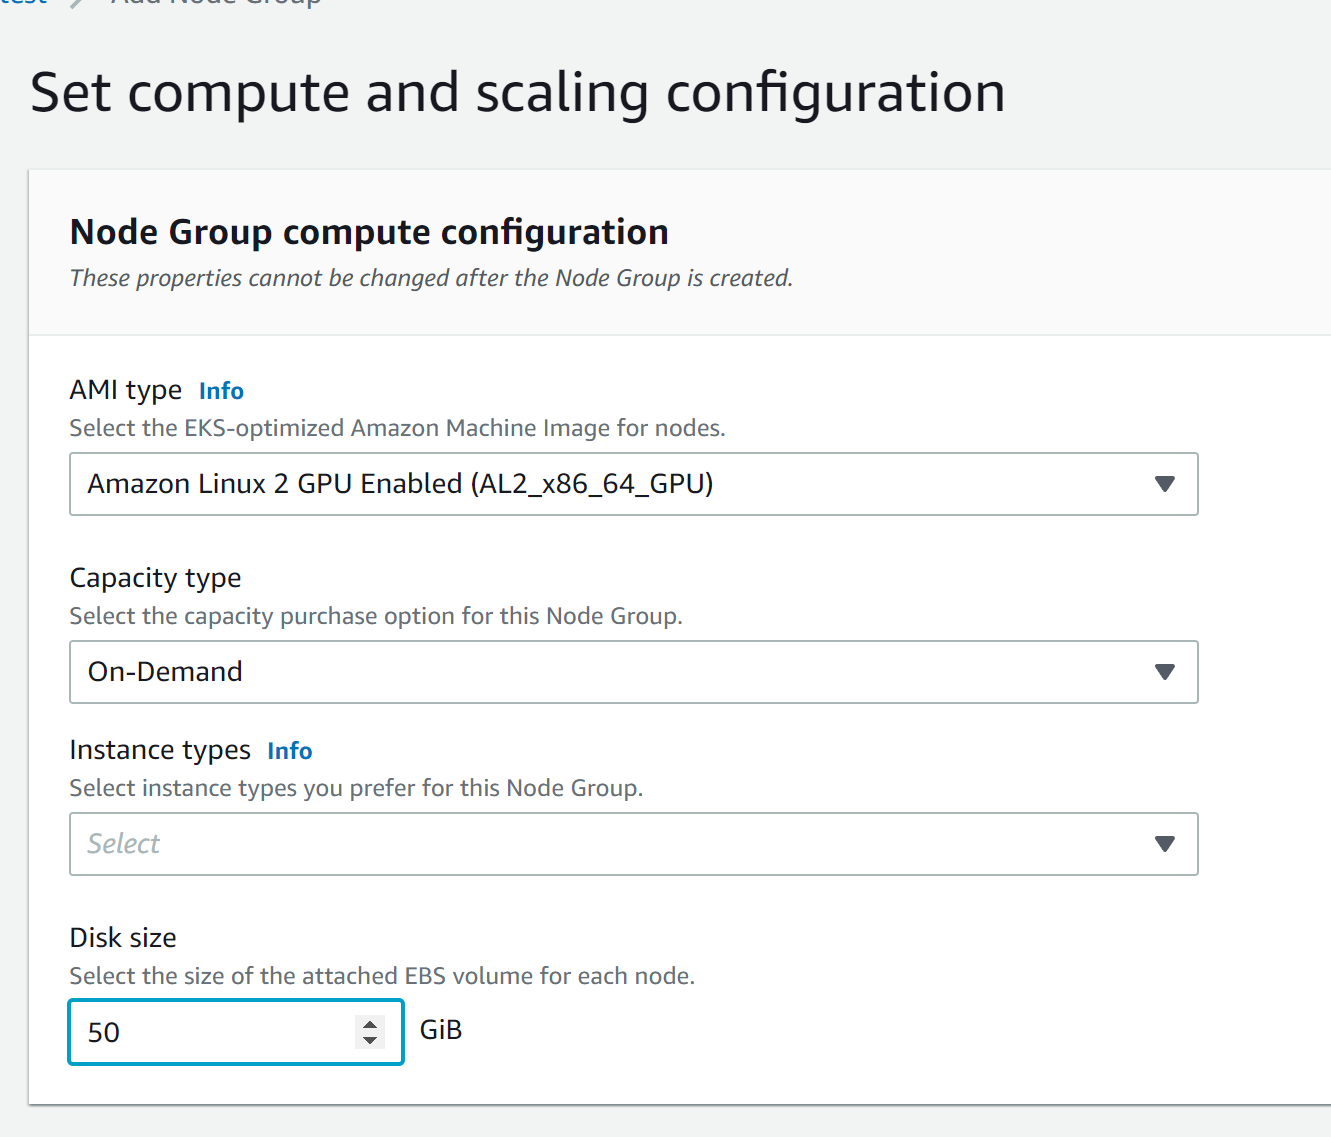 test Add Node Group
Set compute and scaling configuration
Node Group compute configuration
These properties cannot be changed after the Node Group is created.
AMI type Info
Select the EKS-optimized Amazon Machine Image for nodes.
Amazon Linux 2 GPU Enabled (AL2_x86_64_GPU)
Capacity type
Select the capacity purchase option for this Node Group.
On-Demand
Instance types Info
Select instance types you prefer for this Node Group.
Select
Disk size
Select the size of the attached EBS volume for each node.
50 GiB